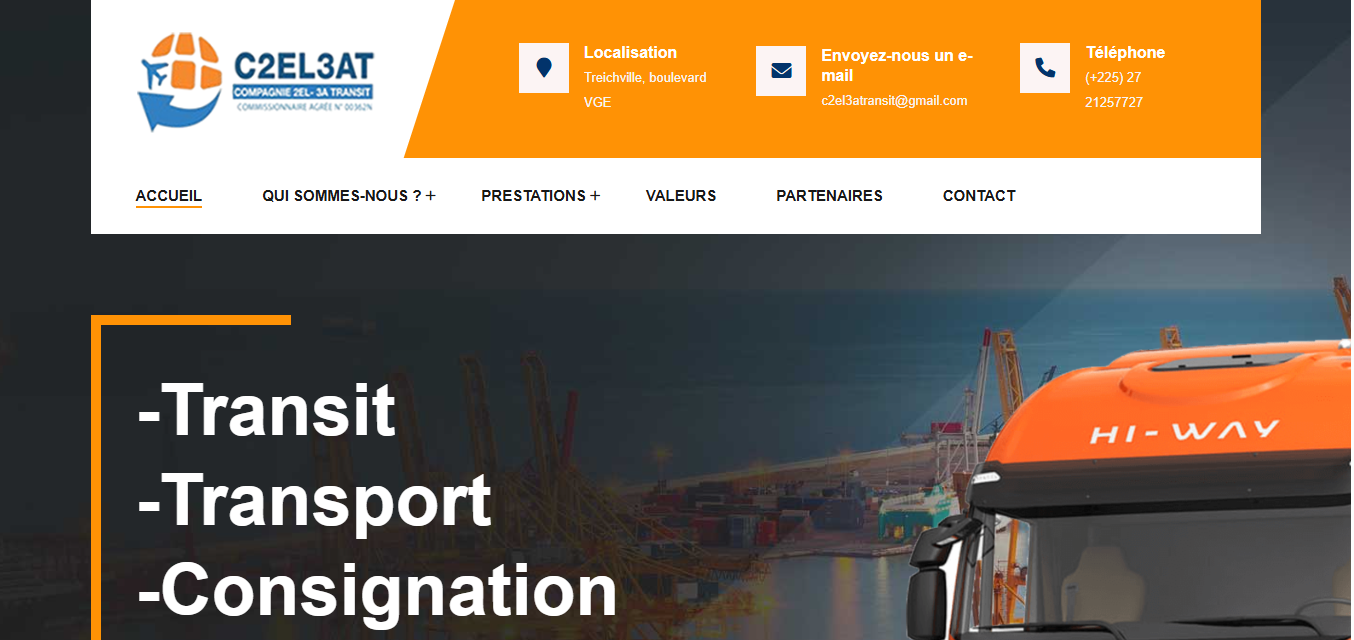 C2EL3AT
COMPAGNIE 2EL- 3A TRANSIT
COMMISSIONNAIRE AGRÉE N° 00362N
Localisation
Treichville, boulevard
VGE
Envoyez-nous un e-
mail
c2el3atransit@gmail.com
Téléphone
(+225) 27
21257727
ACCUEIL
QUI SOMMES-NOUS ? +
PRESTATIONS +
VALEURS
PARTENAIRES
CONTACT
-Transit
-Transport
-Consignation
HI-WAY